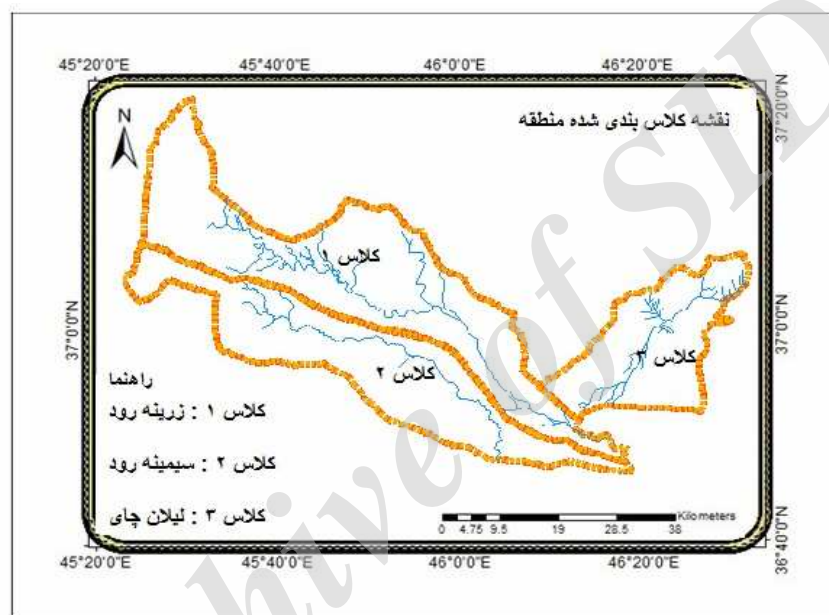 45°20'0"E 45°40'0"E 46°0'0"E 46°20'0"E
37°20'0"N
N
نقشه کلاس بندی شده منطقه
کلاس ۱
37°0'0"N
37°0'0"N
کلاس ۳
کلاس ۲
راهنما
کلاس ۱ : زرینه رود
کلاس ۲ : سیمینه رود
کلاس ۳ : لیلان چای
Kilometers
0 4.75 9.5 19 28.5 38
36°40'0"N
45°20'0"E 45°40'0"E 46°0'0"E 46°20'0"E
hive of SID